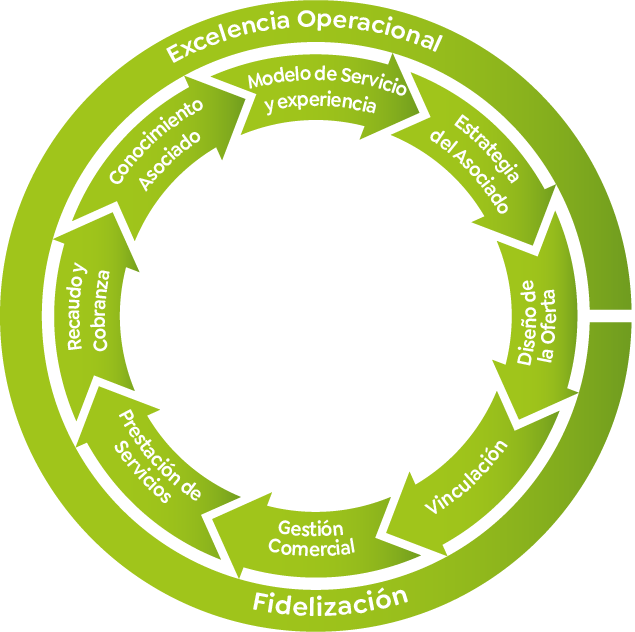 Excelencia Operacional
Modelo de Servicio
y experiencia
Estrategia
del Asociado
Diseño de
la Oferta
Vinculación
Gestión
Comercial
Prestación de
Servicios
Recaudo y
Cobranza
Conocimiento
Asociado
Fidelización